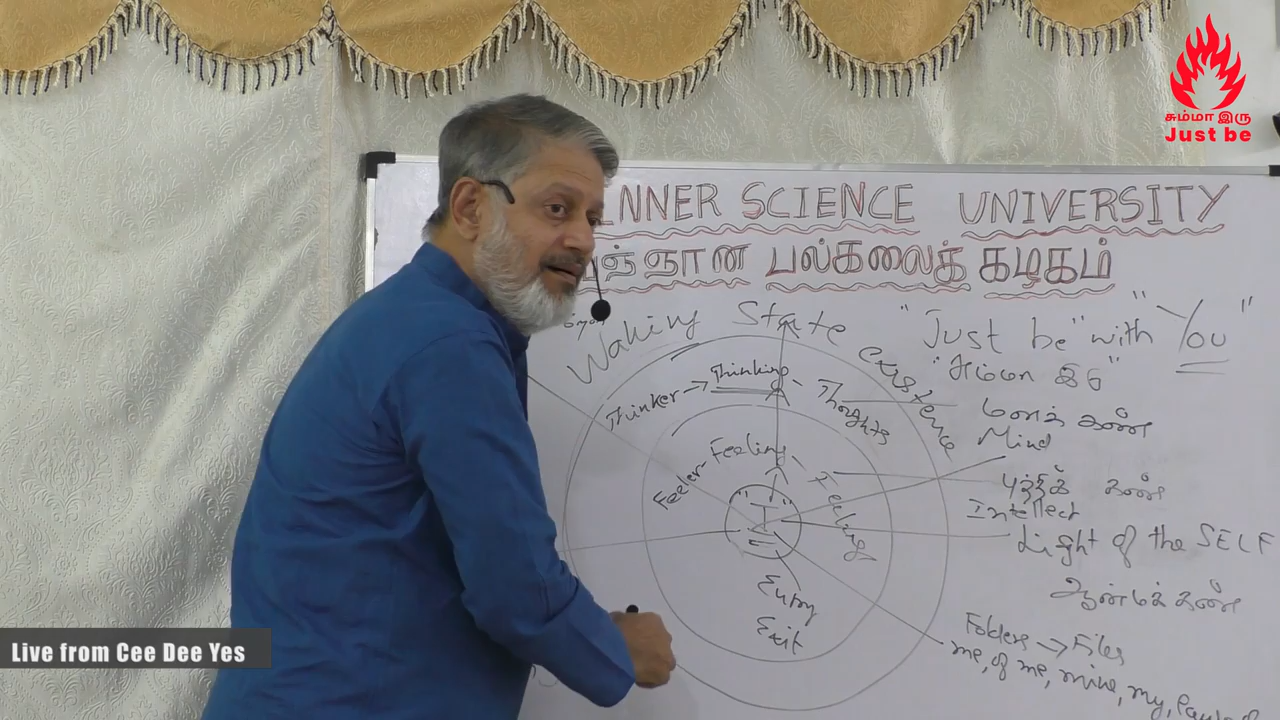 சும்மா இரு
Just be
INNER SCIENCE UNIVERSITY
பல்கலைக் கழகம்
Waking State existence
"Just be" with "You"
"சும்மா இரு"
Thinker → Thinking - Thoughts
மனக் கண்
Mind
Feeler - Feeling - Feeling
புத்திக் கண்
Intellect
"I"
Light of the SELF
ஆன்மக் கண்
Entry
Exit
Folders → Files
me, of me, mine, my,
Live from Cee Dee Yes